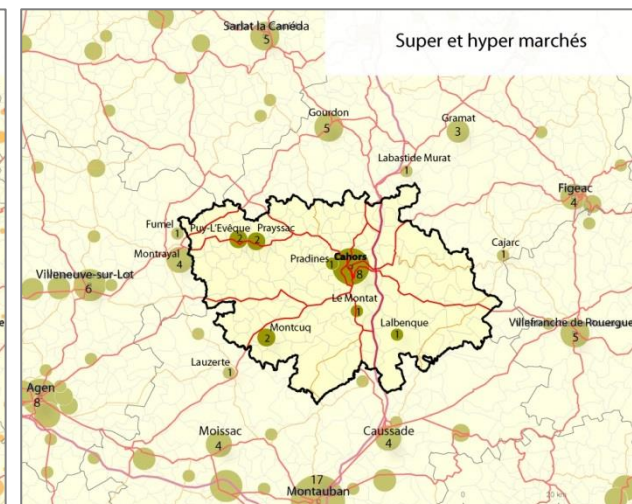 Super et hyper marchés
Sarlat la Canéda
5
Gourdon
5
Gramat
3
Labastide Murat
1
Figeac
4
Fumel
1
Puy-L'Evêque
2
Prayssac
2
Montrayal
4
Cajarc
1
Pradines
1
Cahors
8
Villeneuve-sur-Lot
6
Le Montat
1
Lalbenque
1
Montcuq
2
Villefranche de Rouergue
5
Lauzerte
1
Agen
8
Moissac
4
Caussade
4
17
Montauban